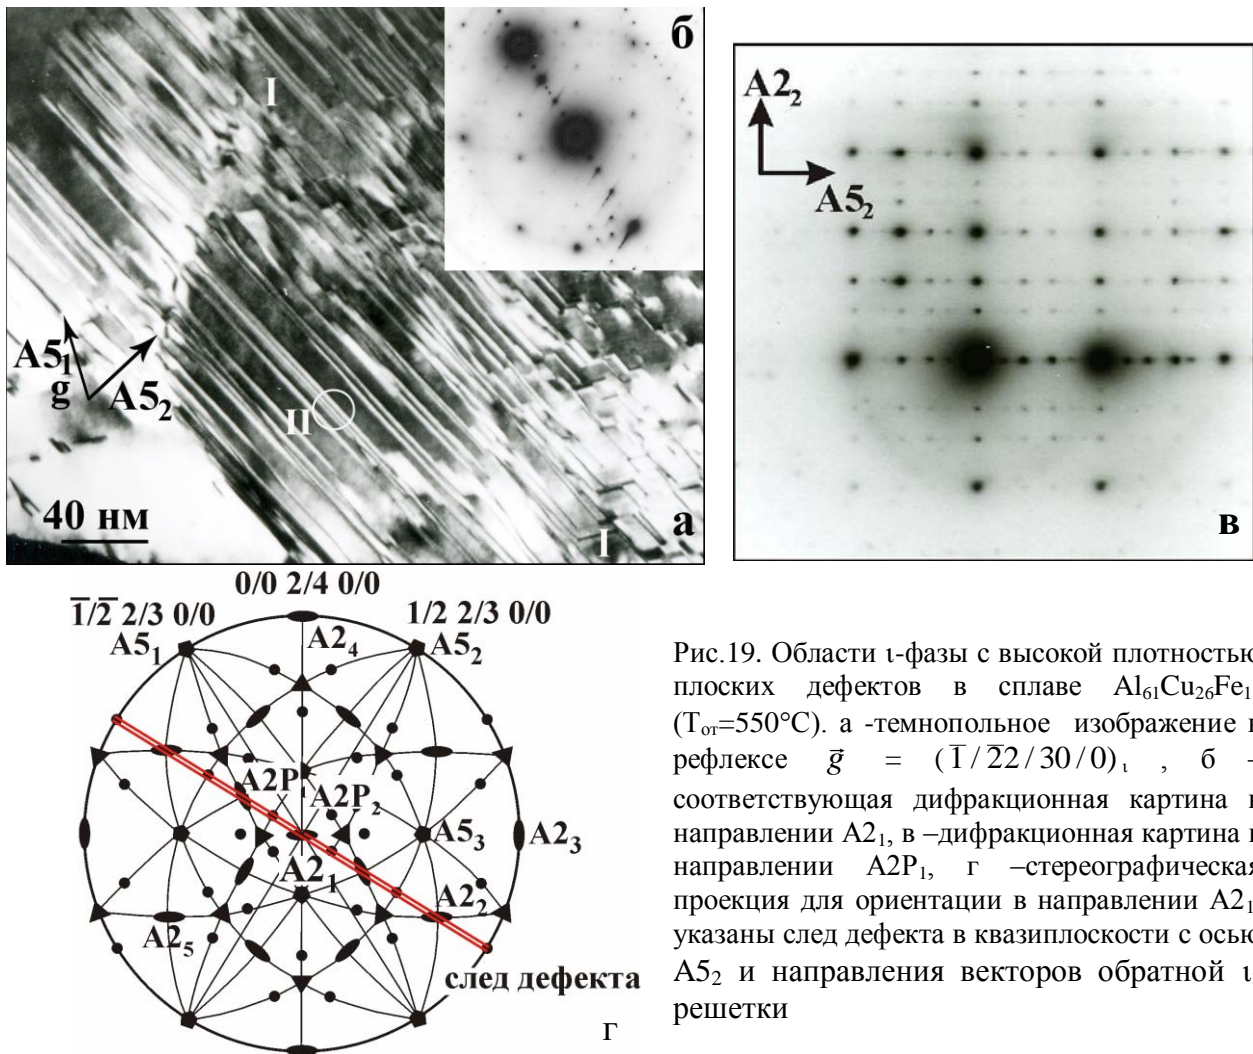 б
I
A5₁
g
A5₂
II
40 нм
I
а
A2₂
A5₂
в
0/0 2/4 0/0
1̅/2̅ 2/3 0/0
1/2 2/3 0/0
A5₁
A2₄
A5₂
A2P₁
A2P₂
A5₃
A2₃
A2₁
A2₂
A2₅
след дефекта
г
Рис.19. Области ι-фазы с высокой плотностью
плоских дефектов в сплаве Al₆₁Cu₂₆Fe₁
(Tот=550°C). а -темнопольное изображение в
рефлексе g⃗ = (1̅/2̅2/30/0)ι , б –
соответствующая дифракционная картина в
направлении A2₁, в –дифракционная картина в
направлении A2P₁, г –стереографическая
проекция для ориентации в направлении A2₁
указаны след дефекта в квазиплоскости с осью
A5₂ и направления векторов обратной ι-
решетки